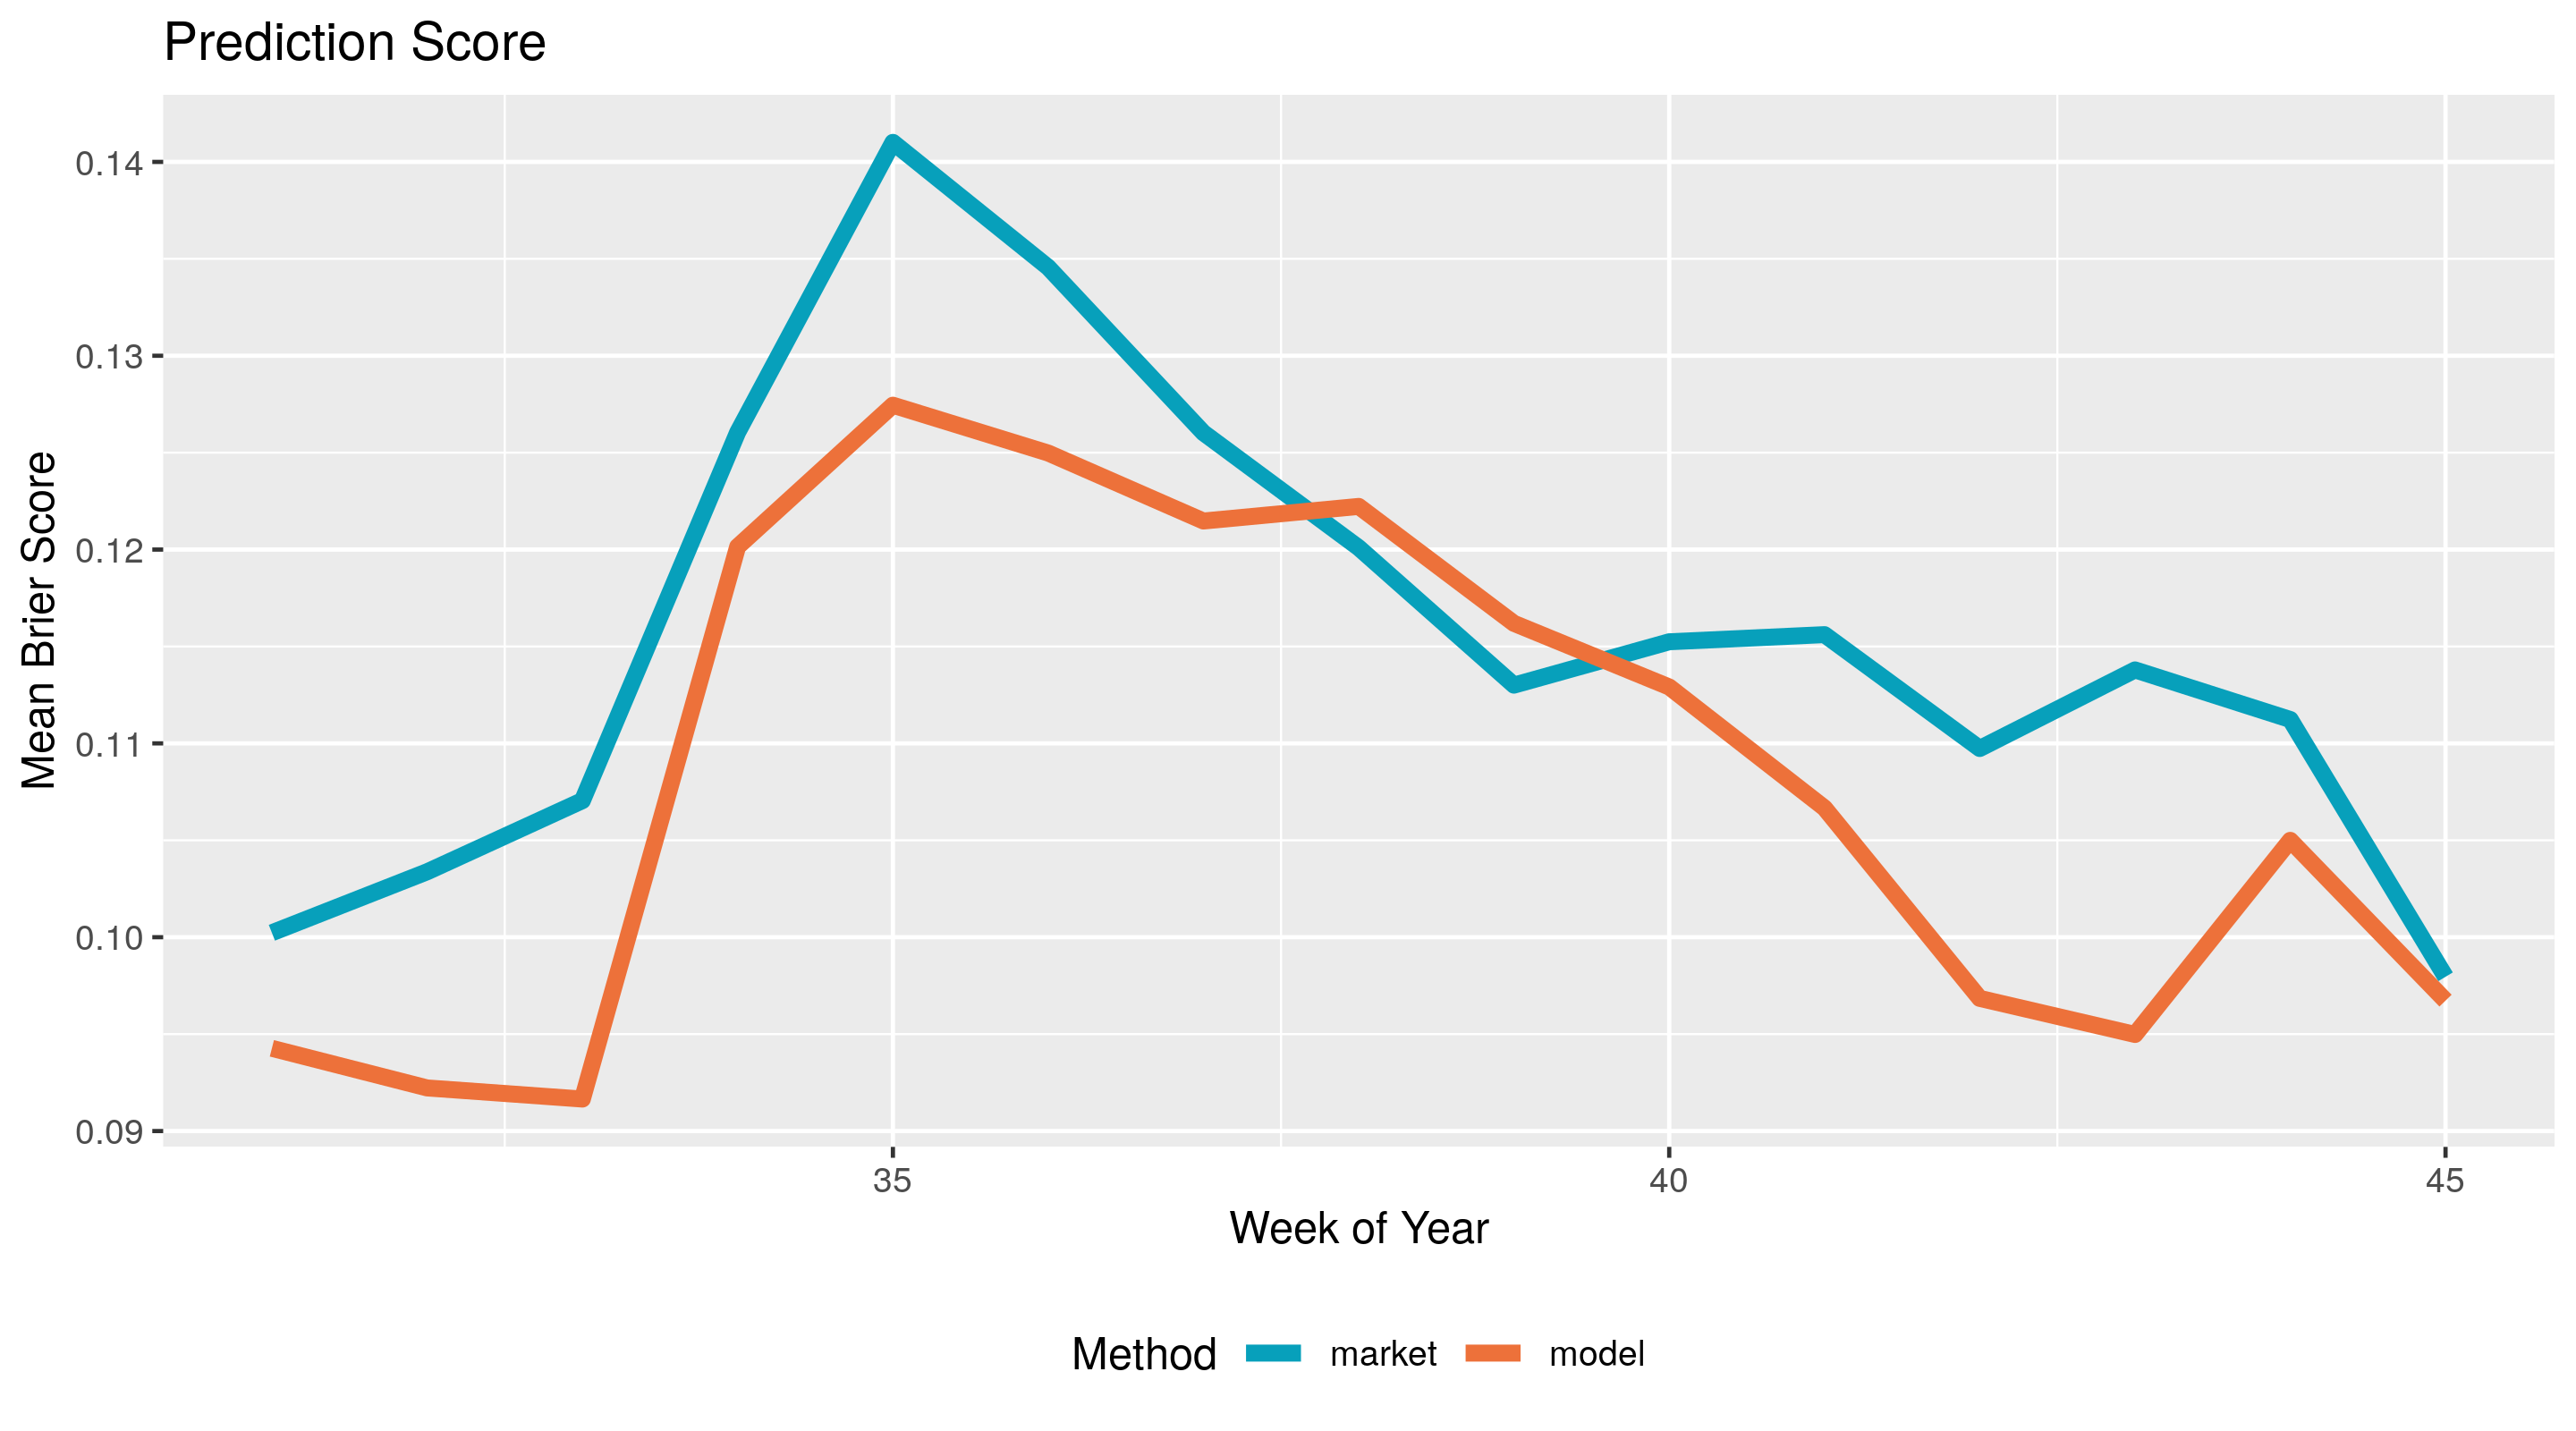 Prediction Score
0.14
0.13
0.12
0.11
0.10
0.09
Mean Brier Score
35 40 45
Week of Year
Method market model